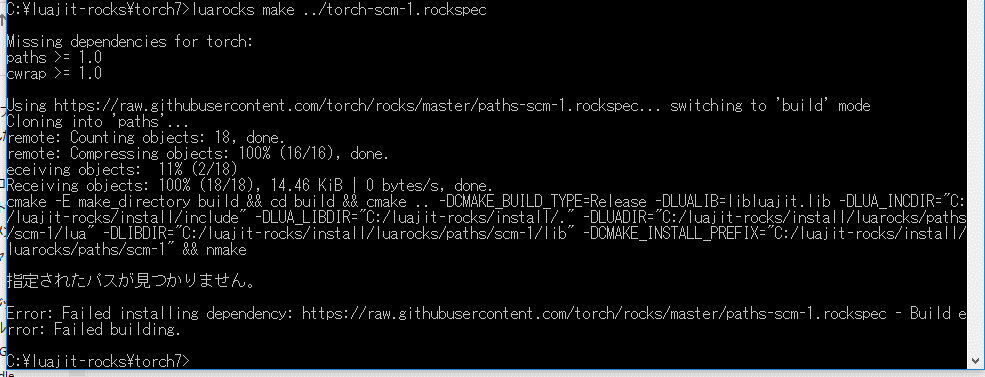 C:¥luajit-rocks¥torch7>luarocks make ../torch-scm-1.rockspec
Missing dependencies for torch:
paths >= 1.0
cwrap >= 1.0
Using https://raw.githubusercontent.com/torch/rocks/master/paths-scm-1.rockspec... switching to 'build' mode
Cloning into 'paths'...
remote: Counting objects: 18, done.
remote: Compressing objects: 100% (16/16), done.
eceiving objects:  11% (2/18)
Receiving objects: 100% (18/18), 14.46 KiB | 0 bytes/s, done.
cmake -E make_directory build && cd build && cmake .. -DCMAKE_BUILD_TYPE=Release -DLUALIB=libluajit.lib -DLUA_INCDIR="C:
/luajit-rocks/install/include" -DLUA_LIBDIR="C:/luajit-rocks/instalT/." -DLUADIR="C:/luajit-rocks/install/luarocks/paths
/scm-1/lua" -DLIBDIR="C:/luajit-rocks/install/luarocks/paths/scm-1/lib" -DCMAKE_INSTALL_PREFIX="C:/luajit-rocks/install/
luarocks/paths/scm-1" && nmake
指定されたパスが見つかりません。
Error: Failed installing dependency: https://raw.githubusercontent.com/torch/rocks/master/paths-scm-1.rockspec - Build e
rror: Failed building.
C:¥luajit-rocks¥torch7>